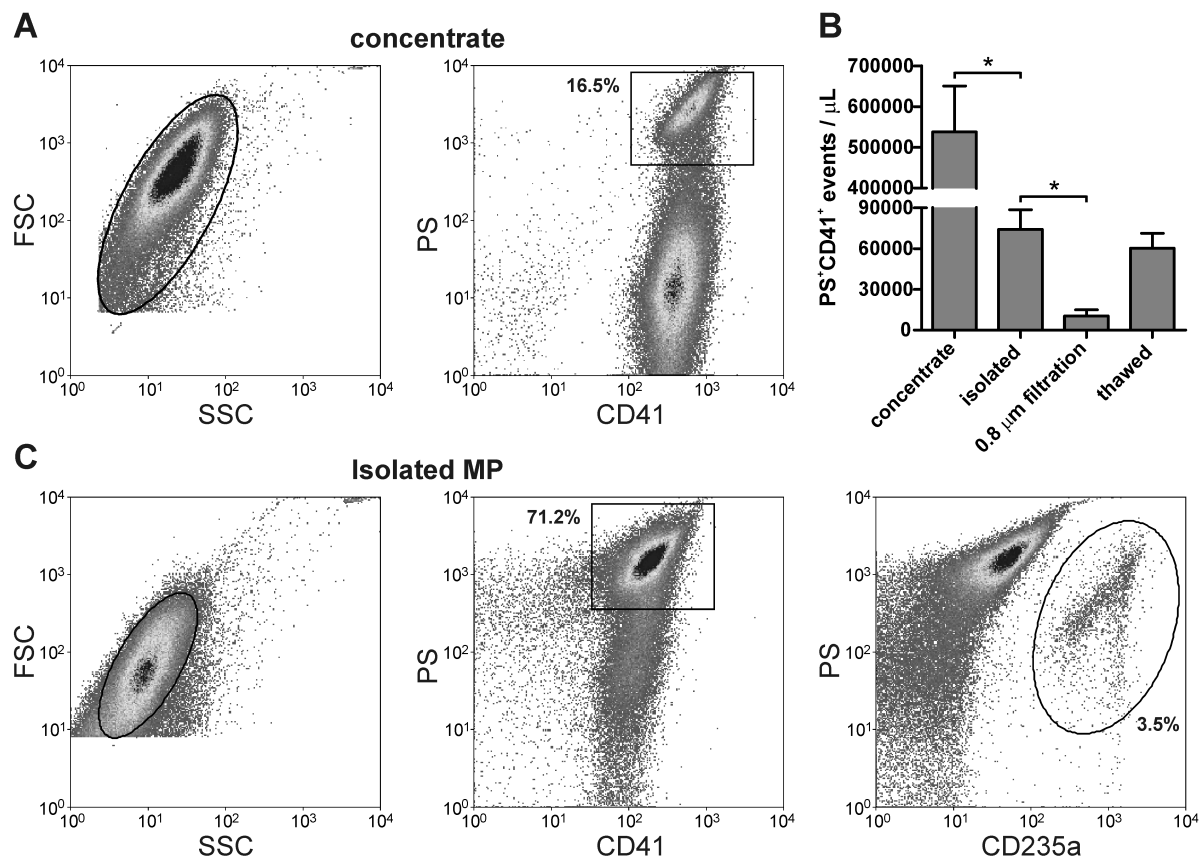 A
concentrate
10⁴
10³
10²
10¹
10⁰
FSC
10⁰ 10¹ 10² 10³ 10⁴
SSC
16.5%
10⁴
10³
10²
10¹
10⁰
PS
10⁰ 10¹ 10² 10³ 10⁴
CD41
B
*
*
700000
600000
500000
400000
90000
60000
30000
0
PS⁺CD41⁺ events / μL
concentrate
isolated
0.8 μm filtration
thawed
C
Isolated MP
10⁴
10³
10²
10¹
10⁰
FSC
10⁰ 10¹ 10² 10³ 10⁴
SSC
71.2%
10⁴
10³
10²
10¹
10⁰
PS
10⁰ 10¹ 10² 10³ 10⁴
CD41
10⁴
10³
10²
10¹
10⁰
PS
3.5%
10⁰ 10¹ 10² 10³ 10⁴
CD235a